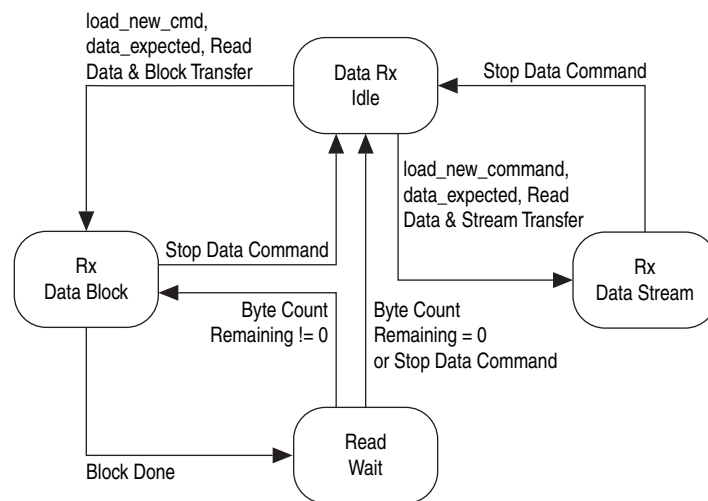 load_new_cmd,
data_expected, Read
Data & Block Transfer
Data Rx
Idle
Stop Data Command
load_new_command,
data_expected, Read
Data & Stream Transfer
Rx
Data Block
Stop Data Command
Rx
Data Stream
Byte Count
Remaining != 0
Byte Count
Remaining = 0
or Stop Data Command
Read
Wait
Block Done